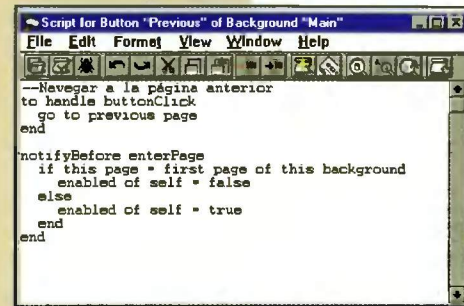 Script for Button "Previous" of Background "Main"
File Edit Format View Window Help
--Navegar a la página anterior
to handle buttonClick
go to previous page
end
notifyBefore enterPage
if this page = first page of this background
enabled of self = false
else
enabled of self = true
end
end